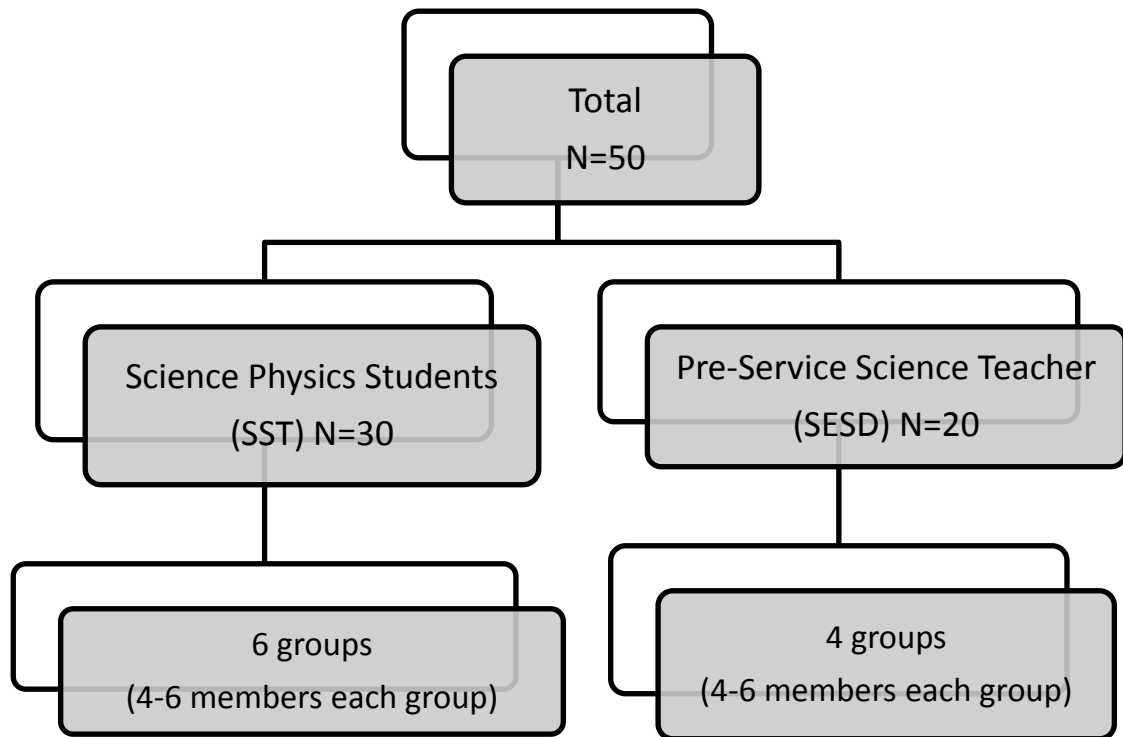 Total
N=50
Science Physics Students
(SST) N=30
Pre-Service Science Teacher
(SESD) N=20
6 groups
(4-6 members each group)
4 groups
(4-6 members each group)